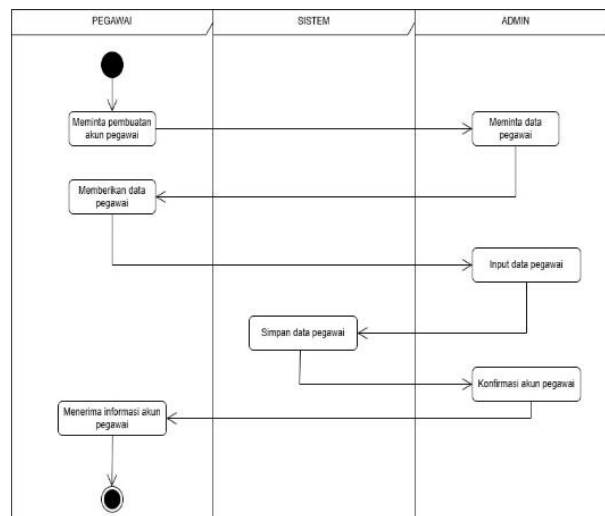 PEGAWAI
SISTEM
ADMIN
Meminta pembuatan
akun pegawai
Meminta data
pegawai
Memberikan data
pegawai
Input data pegawai
Simpan data pegawai
Konfirmasi akun pegawai
Menerima informasi akun
pegawai